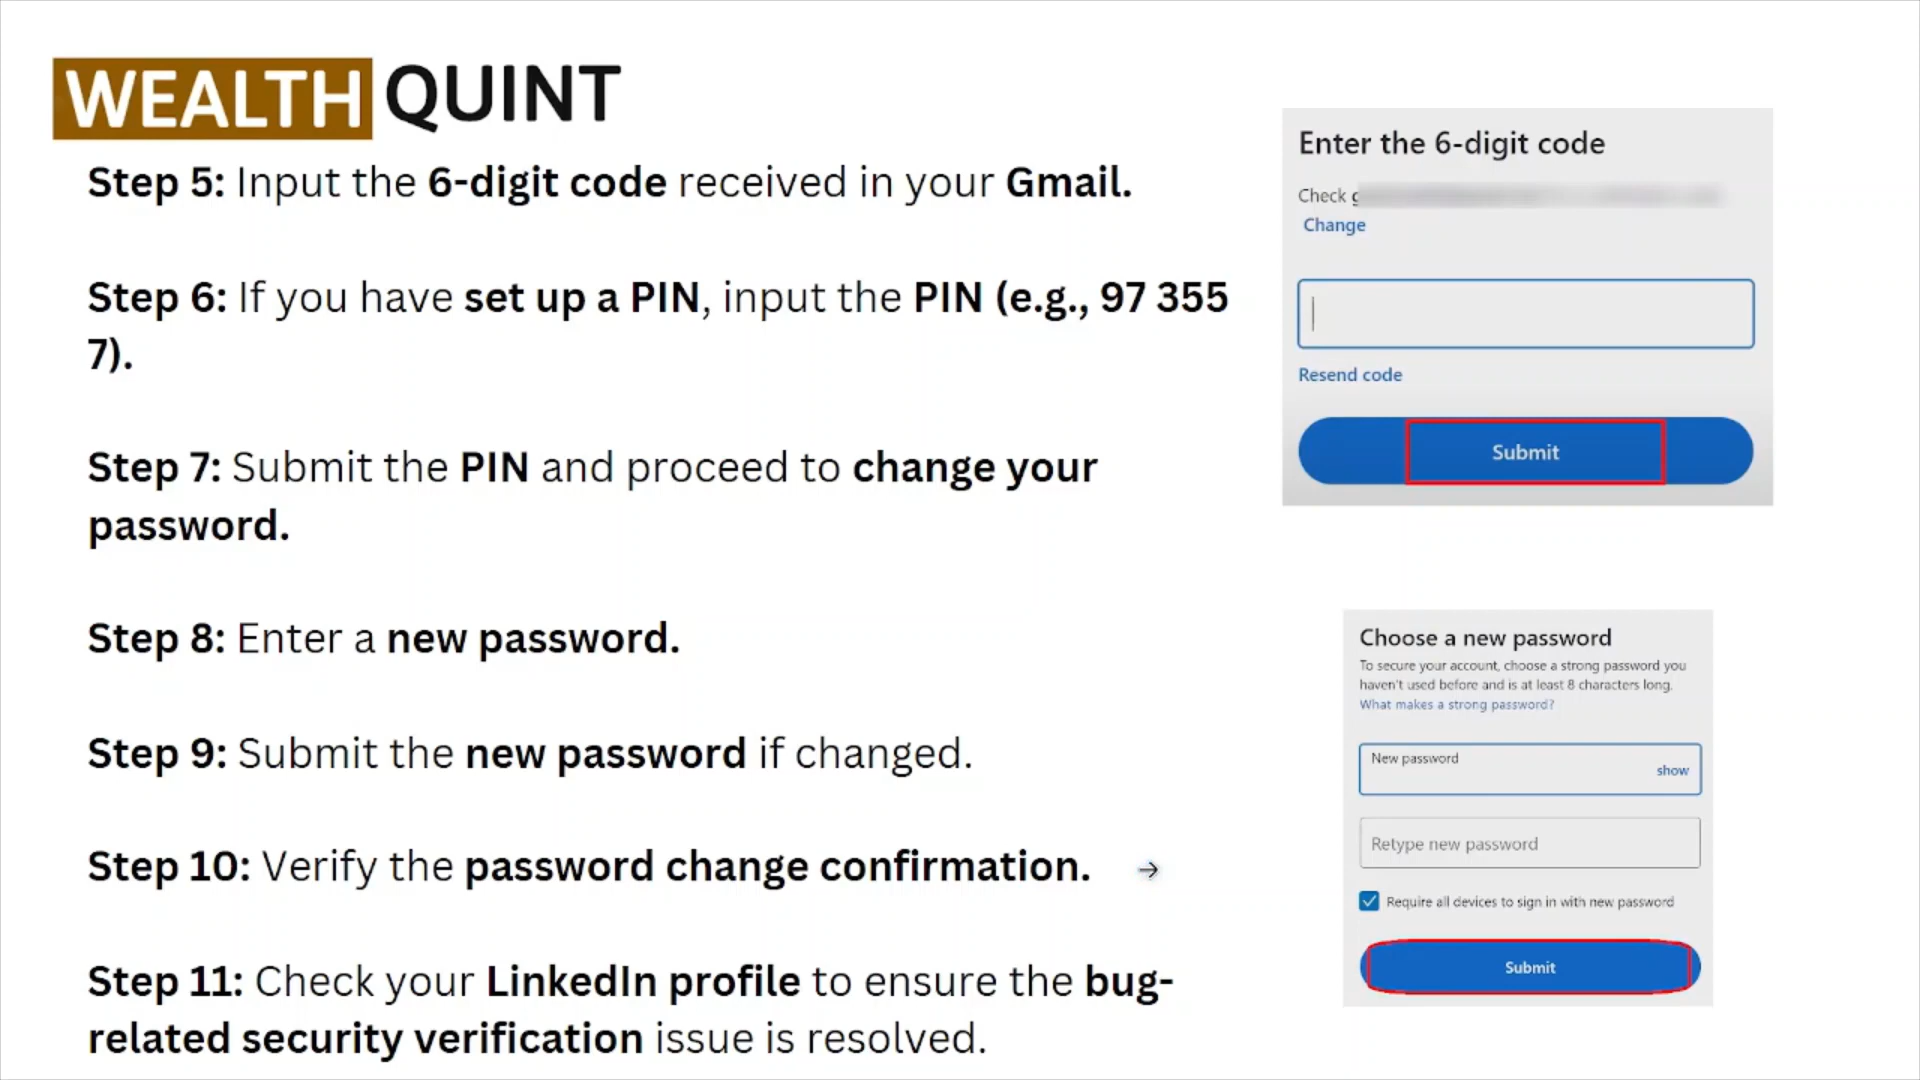 WEALTH QUINT
Step 5: Input the 6-digit code received in your Gmail.
Step 6: If you have set up a PIN, input the PIN (e.g., 97 355
7).
Step 7: Submit the PIN and proceed to change your
password.
Step 8: Enter a new password.
Step 9: Submit the new password if changed.
Step 10: Verify the password change confirmation. →
Step 11: Check your LinkedIn profile to ensure the bug-
related security verification issue is resolved.
Enter the 6-digit code
Check
Change
Resend code
Submit
Choose a new password
To secure your account, choose a strong password you
haven't used before and is at least 8 characters long.
What makes a strong password?
New password
show
Retype new password
Require all devices to sign in with new password
Submit